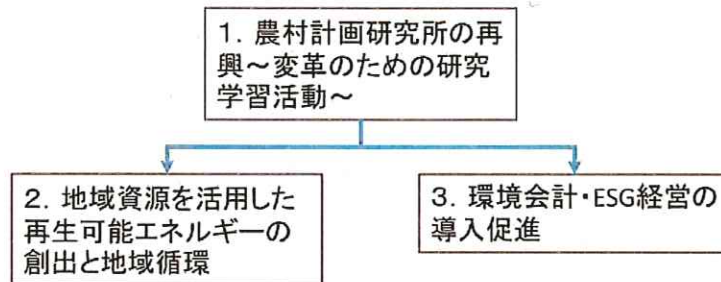 1. 農村計画研究所の再
興～変革のための研究
学習活動～
2. 地域資源を活用した
再生可能エネルギーの
創出と地域循環
3. 環境会計・ESG経営の
導入促進